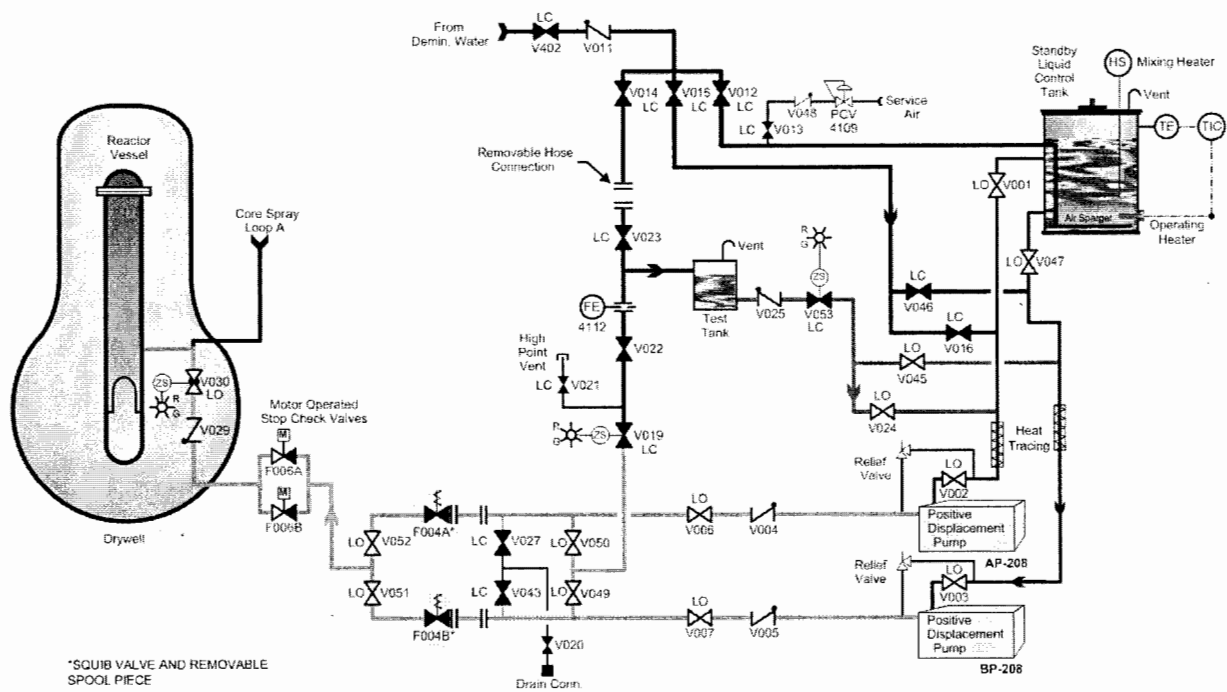 From
Demin. Water
LC
V402
V011
V014
LC
V015
LC
V012
LC
LC
V013
V048
PCV
4109
Service
Air
Standby
Liquid
Control
Tank
HS
Mixing Heater
Vent
TE
TIC
Air Sparger
Operating
Heater
LO
V001
LO
V047
Reactor
Vessel
Core Spray
Loop A
Removable Hose
Connection
LC
V023
Vent
Test
Tank
R
G
ZS
V025
V053
LC
LC
V046
LC
V016
LO
V045
LO
V024
FE
4112
V022
High
Point
Vent
LC
V021
R
G
ZS
V019
LC
ZS
R
G
V030
LO
V029
Motor Operated
Stop Check Valves
M
F006A
M
F006B
Drywell
Heat
Tracing
Relief
Valve
LO
V002
Positive
Displacement
Pump
AP-208
LO
V052
F004A*
LC
V027
LO
V050
LO
V006
V004
Relief
Valve
LO
V003
Positive
Displacement
Pump
BP-208
LO
V051
F004B*
LC
V043
LO
V049
LO
V007
V005
V020
Drain Conn.
*SQUIB VALVE AND REMOVABLE
SPOOL PIECE